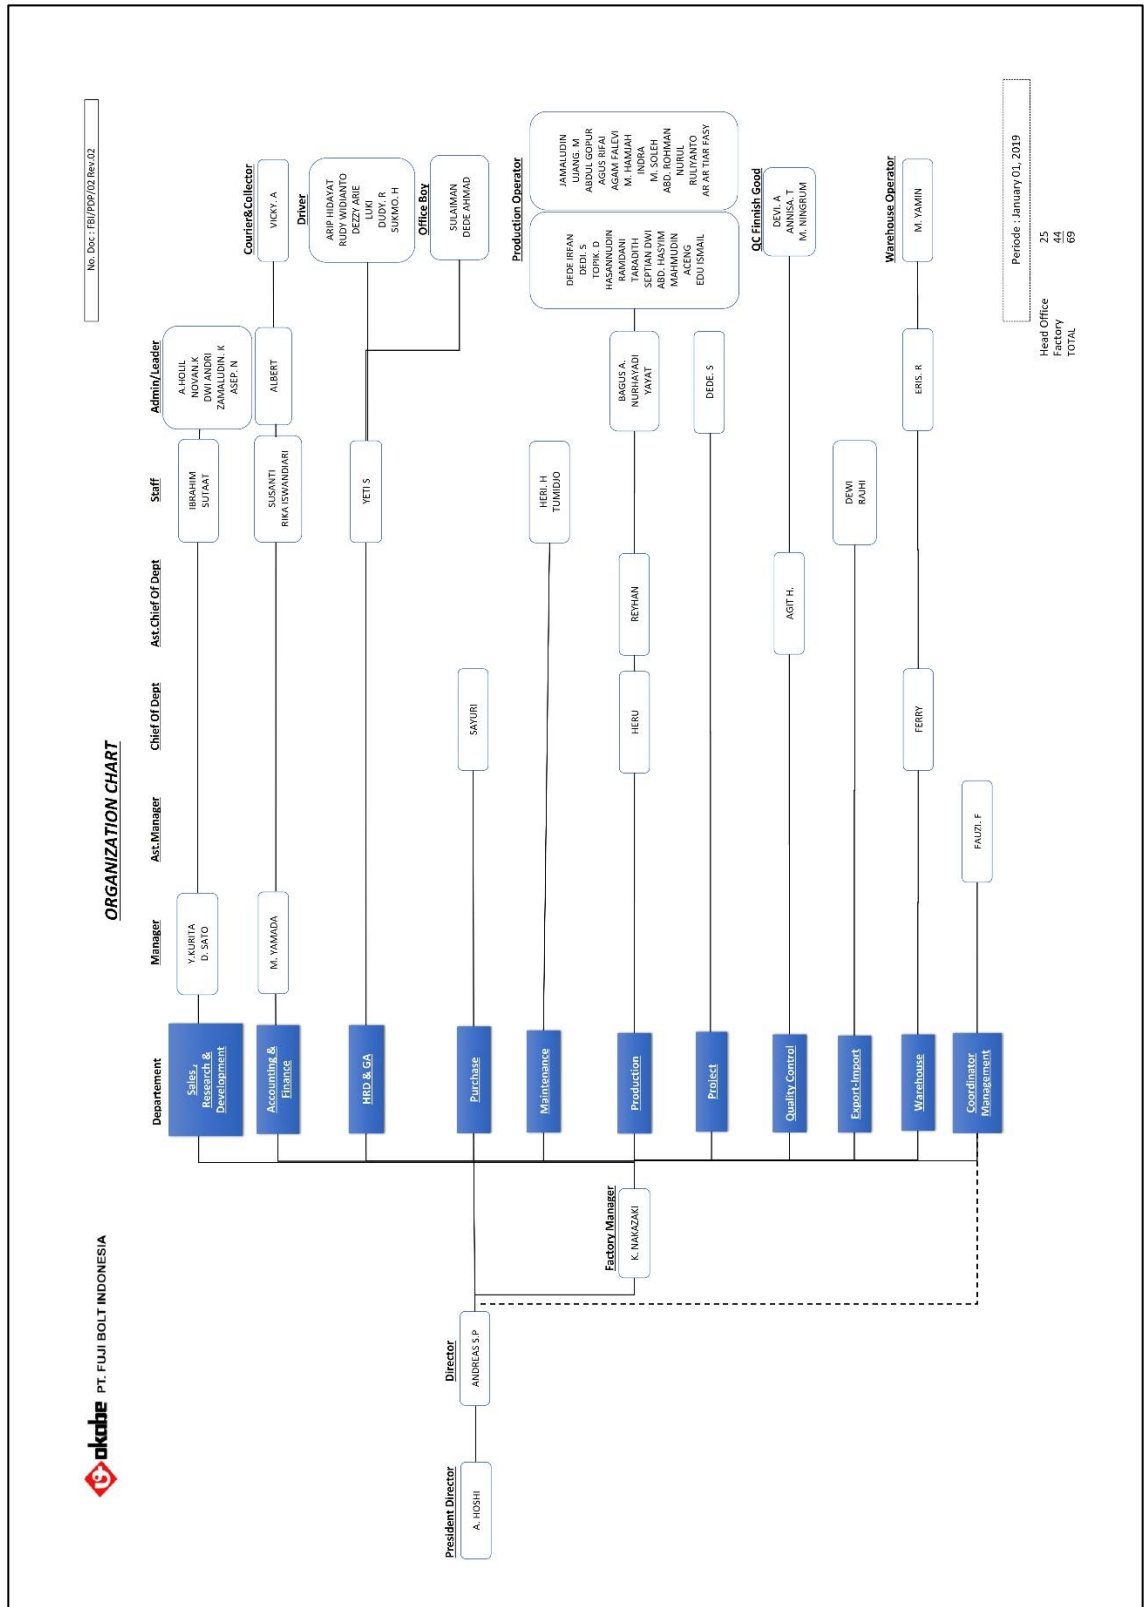 okabe PT. FUJI BOLT INDONESIA
No. Doc : FBI/PDP/02 Rev.02
ORGANIZATION CHART
President Director
A. HOSHI
Director
ANDREAS S.P
Factory Manager
K. NAKAZAKI
Departement
Manager
Ast.Manager
Chief Of Dept
Ast.Chief Of Dept
Staff
Admin/Leader
Sales ,
Research &
Development
Y.KURITA
D. SATO
IBRAHIM
SUTAAT
A.HOLIL
NOVAN.K
DWI ANDRI
ZAMALUDIN. K
ASEP. N
Accounting &
Finance
M. YAMADA
SUSANTI
RIKA ISWANDIARI
ALBERT
Courier&Collector
VICKY. A
HRD & GA
YETI S
Driver
ARIP HIDAYAT
RUDY WIDIANTO
DEZZY ARIE
LUKI
DUDY. R
SUKMO. H
Office Boy
SULAIMAN
DEDE AHMAD
Purchase
SAYURI
Maintenance
HERI. H
TUMIDJO
Production
HERU
REYHAN
BAGUS A.
NURHAYADI
YAYAT
Production Operator
DEDE IRFAN
DEDI. S
TOPIK. D
HASANNUDIN
RAMDANI
TARADITH
SEPTIAN DWI
ABD. HASYIM
MAHMUDIN
ACENG
EDU ISMAIL
JAMALUDIN
UJANG. M
ABDUL GOPUR
AGUS RIFAI
AGAM FALEVI
M. HAMJAH
INDRA
M. SOLEH
ABD. ROHMAN
NURUL
RULIYANTO
AR AR TIAR FASY
Project
DEDE. S
Quality Control
AGIT H.
QC Finnish Good
DEVI. A
ANNISA. T
M. NINGRUM
Export-Import
DEWI
RAJHI
Warehouse
FERRY
ERIS. R
Warehouse Operator
M. YAMIN
Coordinator
Management
FAUZI. F
Periode : January 01, 2019
Head Office 25
Factory 44
TOTAL 69